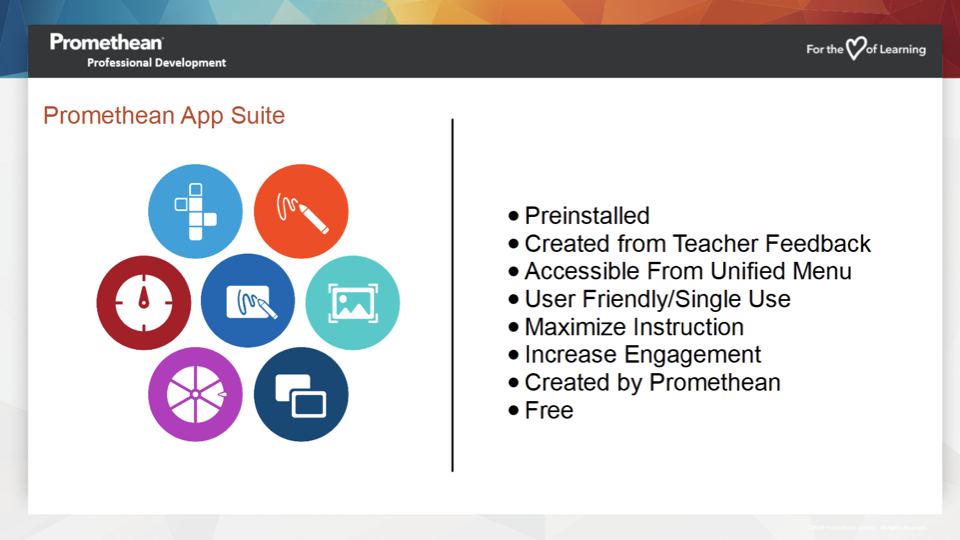 Promethean
Professional Development
For the of Learning
Promethean App Suite
Preinstalled
Created from Teacher Feedback
Accessible From Unified Menu
User Friendly/Single Use
Maximize Instruction
Increase Engagement
Created by Promethean
Free